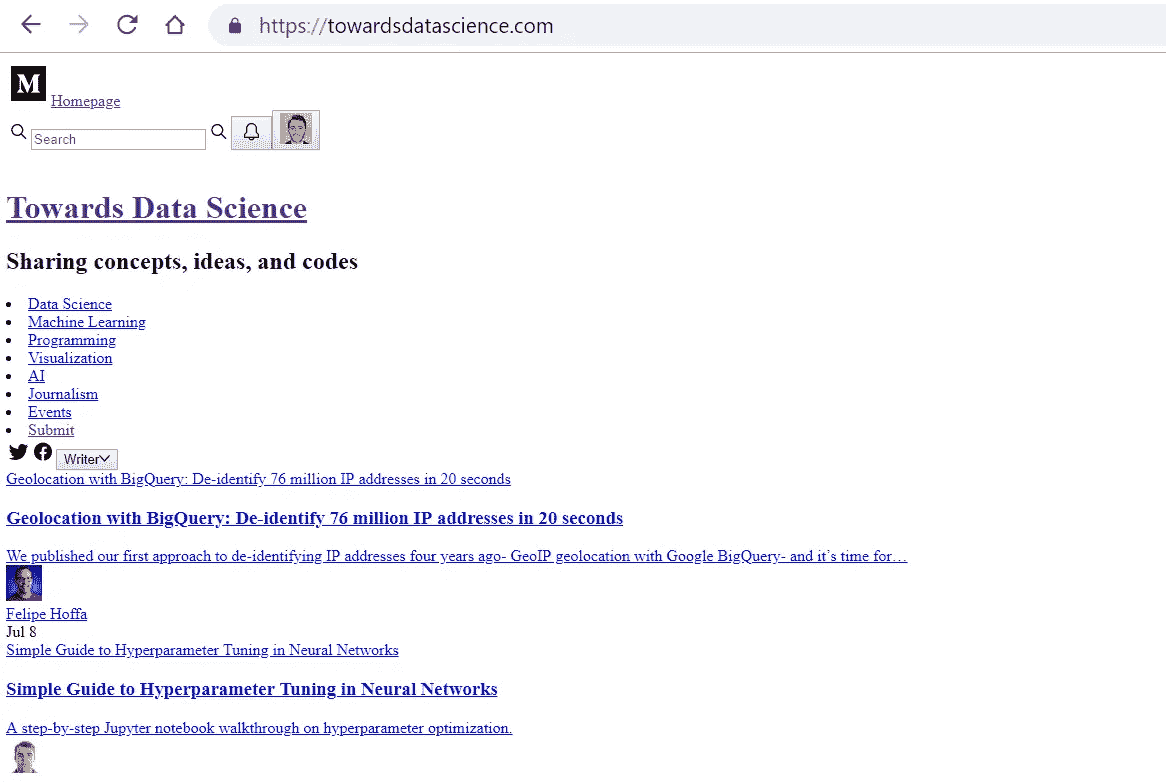 https://towardsdatascience.com
M
Homepage
Search
Towards Data Science
Sharing concepts, ideas, and codes
Data Science
Machine Learning
Programming
Visualization
AI
Journalism
Events
Submit
Writer
Geolocation with BigQuery: De-identify 76 million IP addresses in 20 seconds
Geolocation with BigQuery: De-identify 76 million IP addresses in 20 seconds
We published our first approach to de-identifying IP addresses four years ago- GeoIP geolocation with Google BigQuery- and it’s time for…
Felipe Hoffa
Jul 8
Simple Guide to Hyperparameter Tuning in Neural Networks
Simple Guide to Hyperparameter Tuning in Neural Networks
A step-by-step Jupyter notebook walkthrough on hyperparameter optimization.